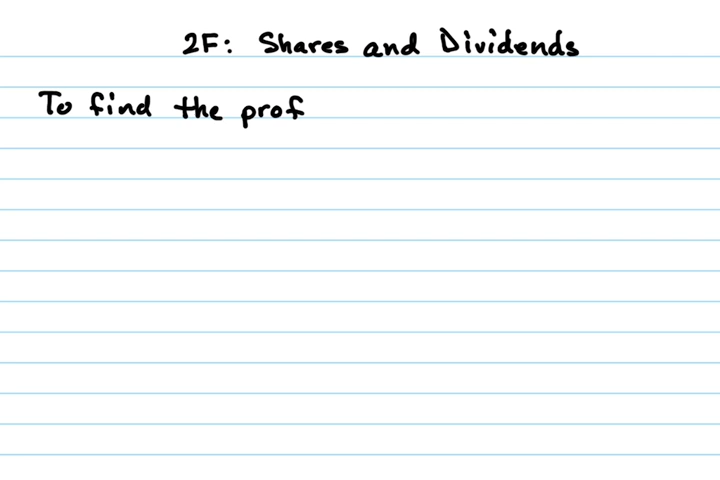 2F: Shares and Dividends
To find the prof